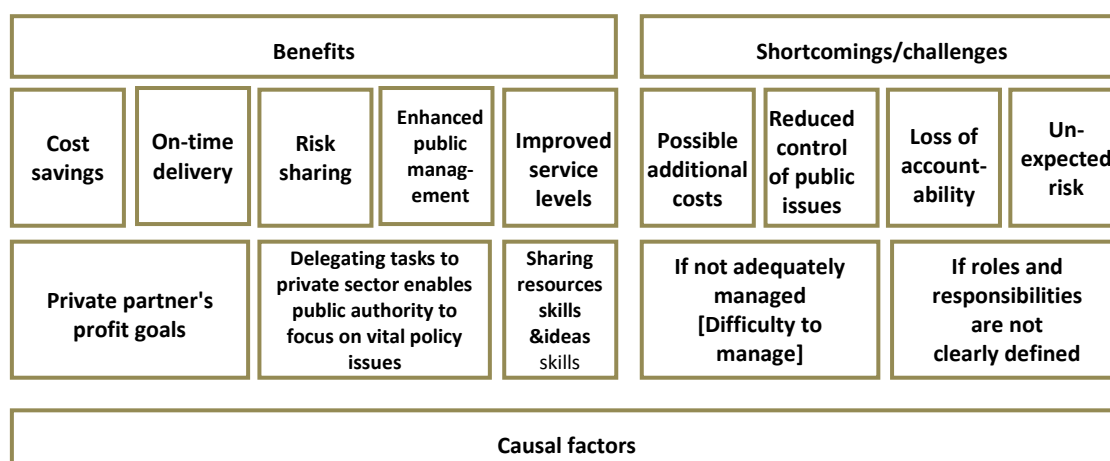 Benefits
Shortcomings/challenges
Cost
savings
On-time
delivery
Risk
sharing
Enhanced
public
manag-
ement
Improved
service
levels
Possible
additional
costs
Reduced
control
of public
issues
Loss of
account-
ability
Un-
expected
risk
Private partner's
profit goals
Delegating tasks to
private sector enables
public authority to
focus on vital policy
issues
Sharing
resources
skills
&ideas
skills
If not adequately
managed
[Difficulty to
manage]
If roles and
responsibilities
are not
clearly defined
Causal factors